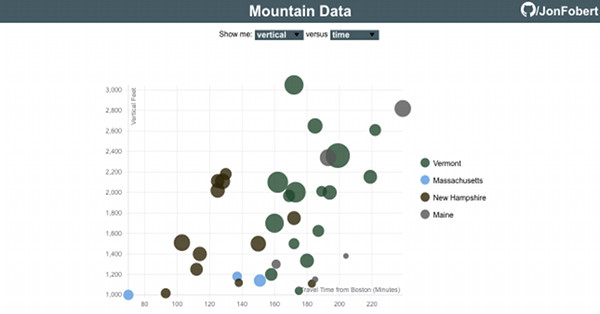 Mountain Data
/JonFobert
Show me: vertical versus time
Vertical Feet
3,000
2,800
2,600
2,400
2,200
2,000
1,800
1,600
1,400
1,200
1,000
80 100 120 140 160 180 200 220
Travel Time from Boston (Minutes)
Vermont
Massachusetts
New Hampshire
Maine